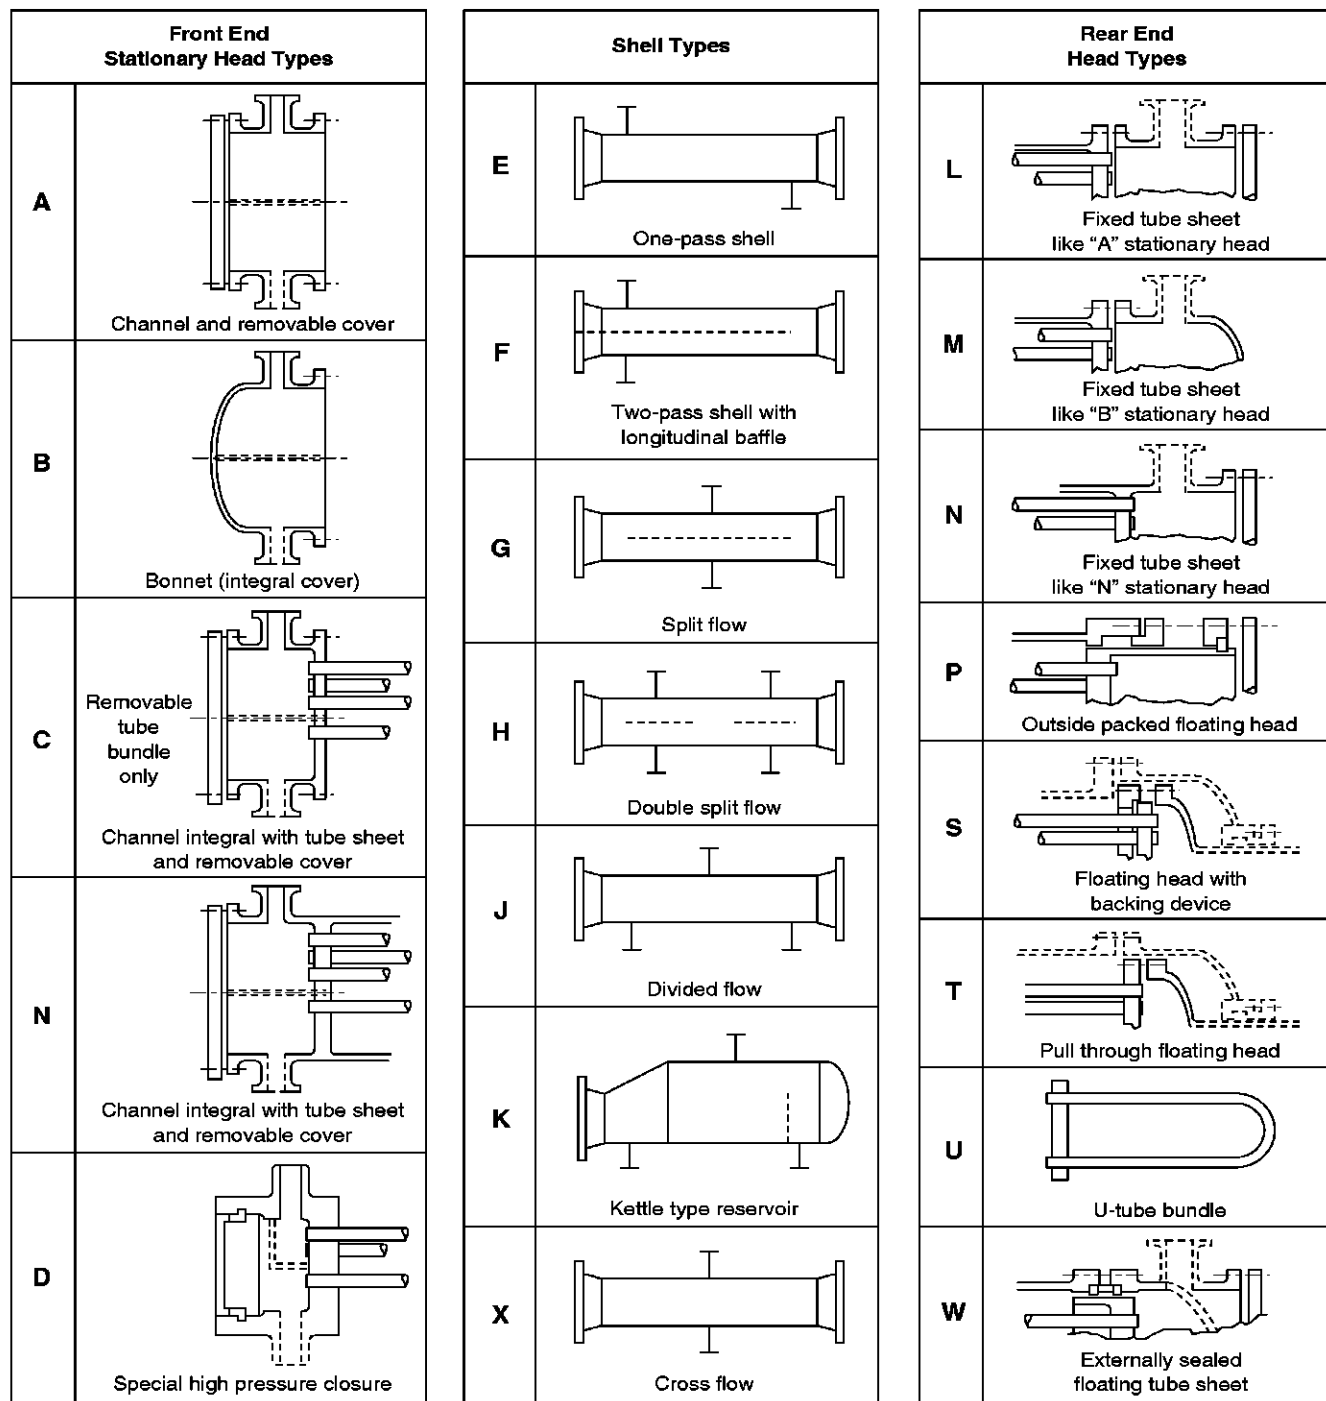 Front End
Stationary Head Types
A
Channel and removable cover
B
Bonnet (integral cover)
C
Removable
tube
bundle
only
Channel integral with tube sheet
and removable cover
N
Channel integral with tube sheet
and removable cover
D
Special high pressure closure
Shell Types
E
One-pass shell
F
Two-pass shell with
longitudinal baffle
G
Split flow
H
Double split flow
J
Divided flow
K
Kettle type reservoir
X
Cross flow
Rear End
Head Types
L
Fixed tube sheet
like “A” stationary head
M
Fixed tube sheet
like “B” stationary head
N
Fixed tube sheet
like “N” stationary head
P
Outside packed floating head
S
Floating head with
backing device
T
Pull through floating head
U
U-tube bundle
W
Externally sealed
floating tube sheet